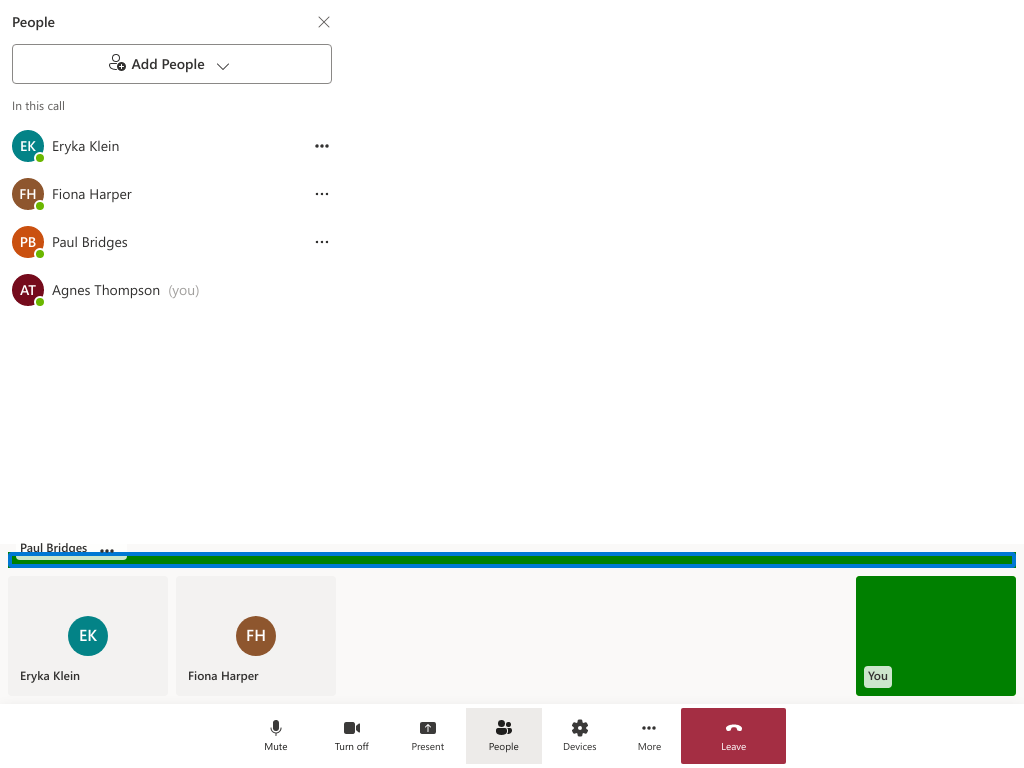 People
Add People
In this call
EK Eryka Klein
FH Fiona Harper
PB Paul Bridges
AT Agnes Thompson (you)
Paul Bridges
EK
FH
Eryka Klein
Fiona Harper
You
Mute
Turn off
Present
People
Devices
More
Leave